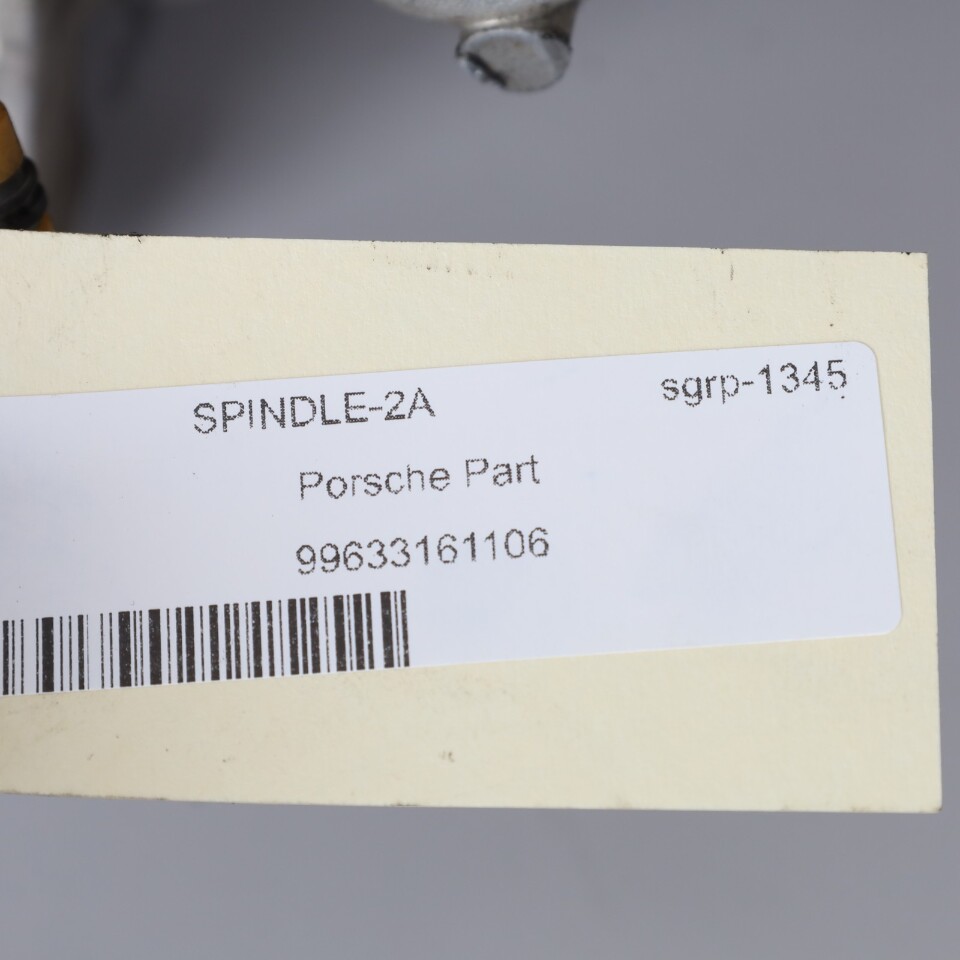 SPINDLE-2A sgrp-1345
Porsche Part
99633161106